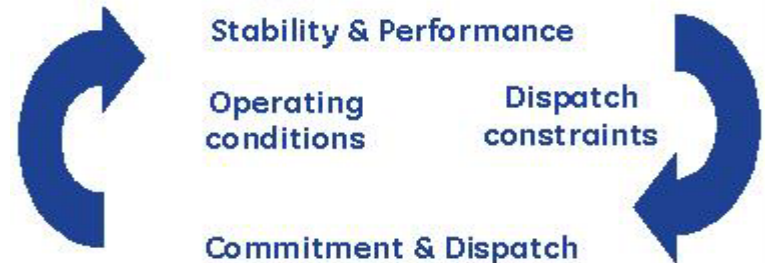 Stability & Performance
Operating
conditions
Dispatch
constraints
Commitment & Dispatch